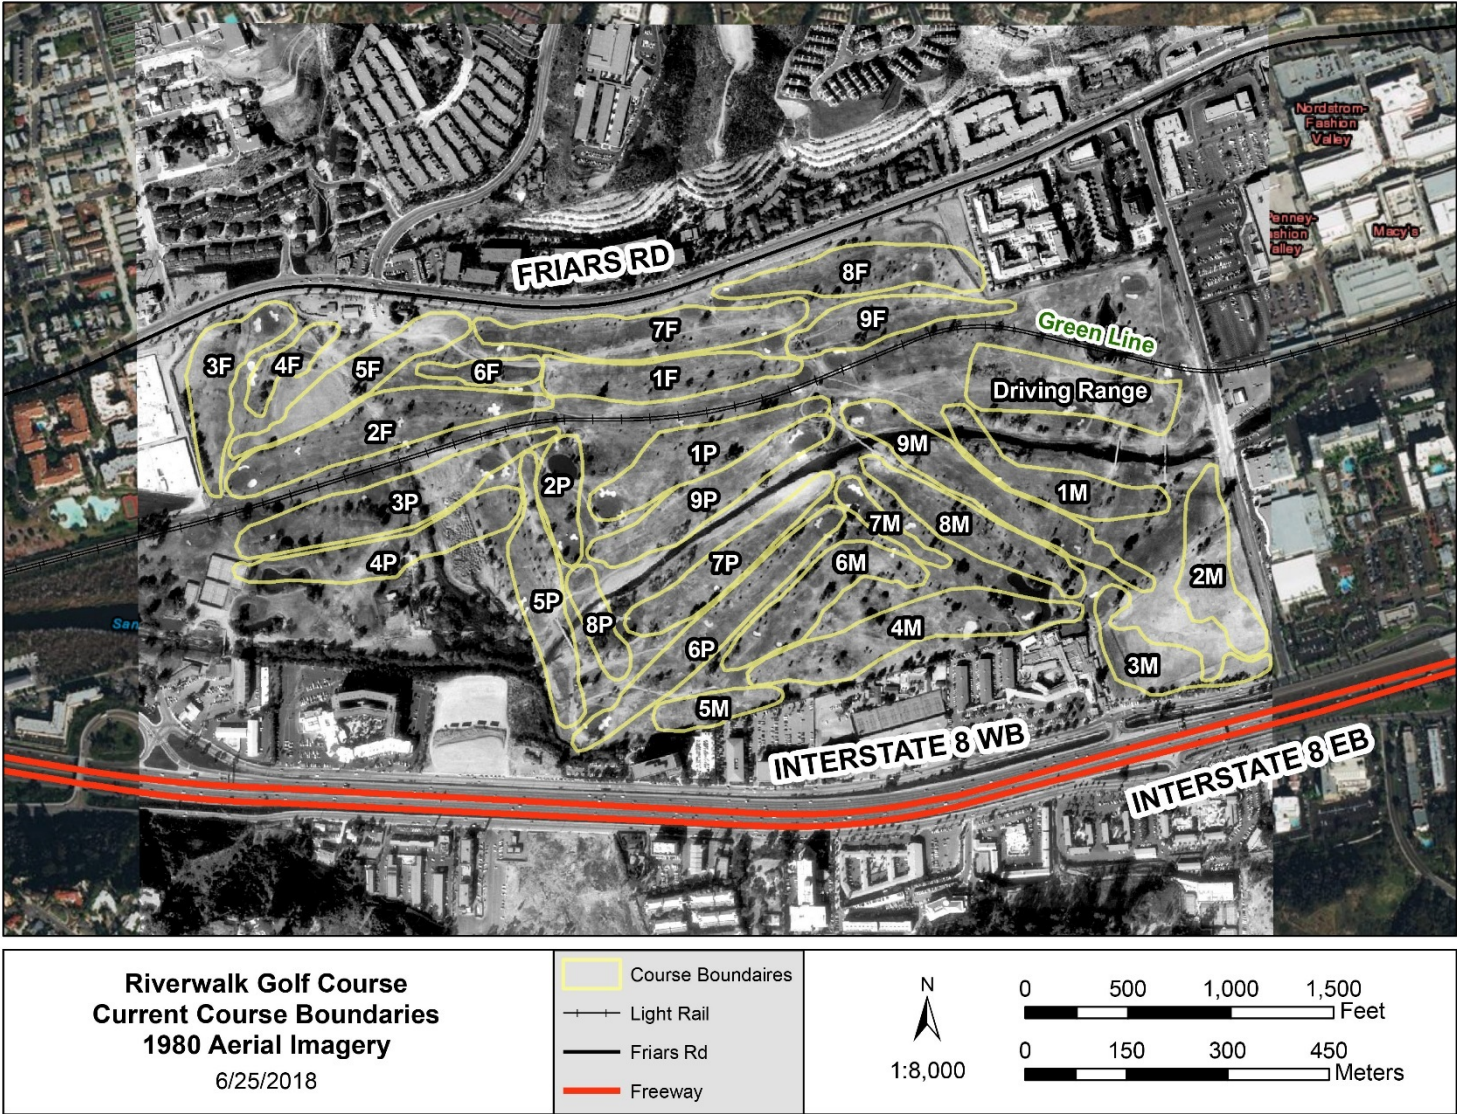 Nordstrom-
Fashion
Valley
Penney-
Fashion
Valley
Macy's
FRIARS RD
8F
7F
9F
Green Line
3F
4F
5F
6F
1F
Driving Range
2F
1P
9M
2P
3P
9P
1M
7M
8M
4P
7P
6M
2M
5P
8P
4M
6P
3M
5M
San
INTERSTATE 8 WB
INTERSTATE 8 EB
Riverwalk Golf Course
Current Course Boundaries
1980 Aerial Imagery
6/25/2018
Course Boundaires
Light Rail
Friars Rd
Freeway
N
1:8,000
0 500 1,000 1,500
Feet
0 150 300 450
Meters